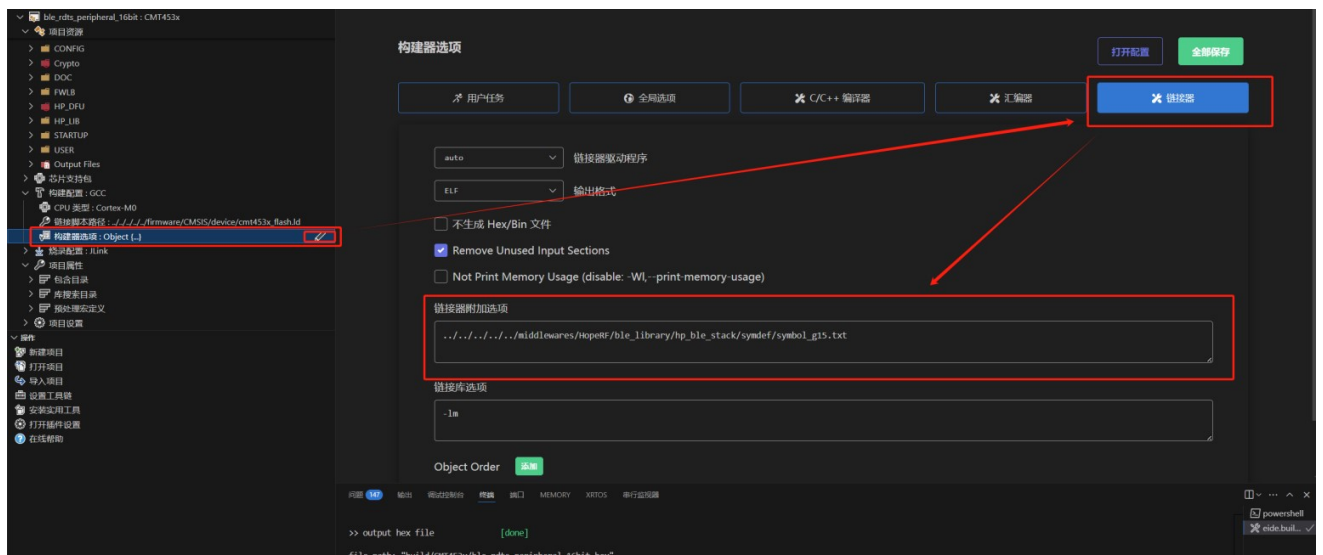 ble_rdts_peripheral_16bit : CMT453x
项目资源
CONFIG
Crypto
DOC
FWLB
HP_DFU
HP_LIB
STARTUP
USER
Output Files
芯片支持包
构建配置 : GCC
CPU 类型 : Cortex-M0
链接脚本路径 : ../../../../../firmware/CMSIS/device/cmt453x_flash.ld
构建器选项 : Object {...}
烧录配置 : JLink
项目属性
包含目录
库搜索目录
预处理宏定义
项目设置
操作
新建项目
打开项目
导入项目
设置工具链
安装实用工具
打开插件设置
在线帮助
构建器选项
打开配置
全部保存
用户任务
全局选项
C/C++ 编译器
汇编器
链接器
auto
链接器驱动程序
ELF
输出格式
不生成 Hex/Bin 文件
Remove Unused Input Sections
Not Print Memory Usage (disable: -Wl,--print-memory-usage)
链接器附加选项
../../../../../middlewares/HopeRF/ble_library/hp_ble_stack/symdef/symbol_g15.txt
链接库选项
-lm
Object Order 添加
问题 147 输出 调试控制台 终端 端口 MEMORY XRTOS 串行监视器
powershell
eide.buil...
>> output hex file [done]
file path: "build/CMT453x/ble_rdts_peripheral_16bit.hex"